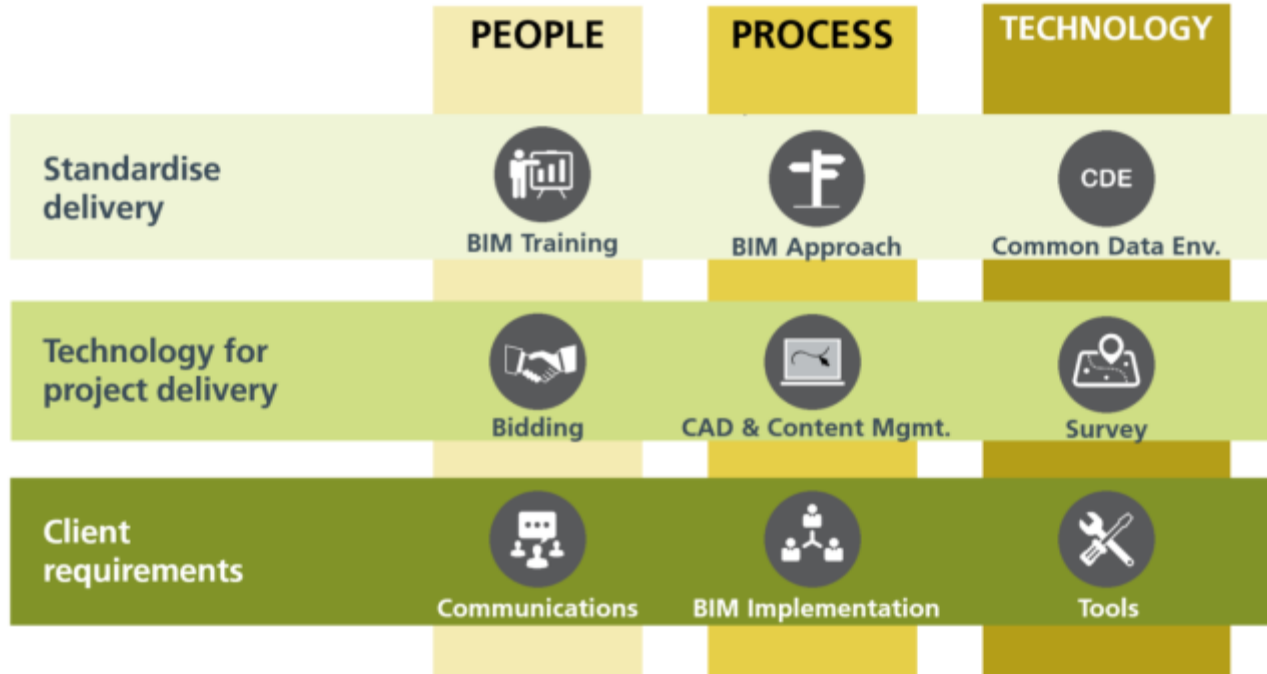 PEOPLE PROCESS TECHNOLOGY
Standardise
delivery
CDE
BIM Training BIM Approach Common Data Env.
Technology for
project delivery
Bidding CAD & Content Mgmt. Survey
Client
requirements
Communications BIM Implementation Tools